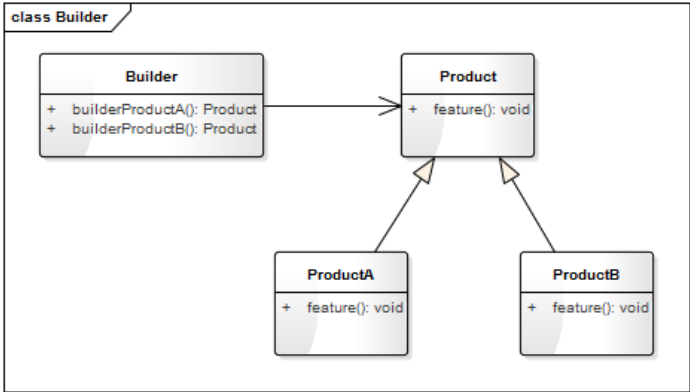 class Builder
Builder
+ builderProductA(): Product
+ builderProductB(): Product
Product
+ feature(): void
ProductA
+ feature(): void
ProductB
+ feature(): void